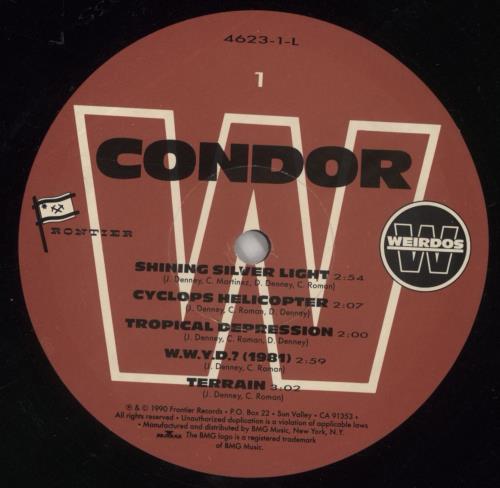 4623-1-L
1
CONDOR
FRONTIER
WEIRDOS
W
SHINING SILVER LIGHT 2:54
(J. Denney, C. Martinez, D. Denney, C. Roman)
CYCLOPS HELICOPTER 2:07
(J. Denney, C. Roman, D. Denney)
TROPICAL DEPRESSION 2:00
(J. Denney, C. Roman, D. Denney)
W.W.Y.D.? (1981) 2:59
(J. Denney, C. Roman)
TERRAIN 3:02
(J. Denney, C. Roman)
℗ & © 1990 Frontier Records • P.O. Box 22 • Sun Valley • CA 91353 •
All rights reserved • Unauthorized duplication is a violation of applicable laws
• Manufactured and distributed by BMG Music, New York, N.Y.
The BMG logo is a registered trademark
of BMG Music.